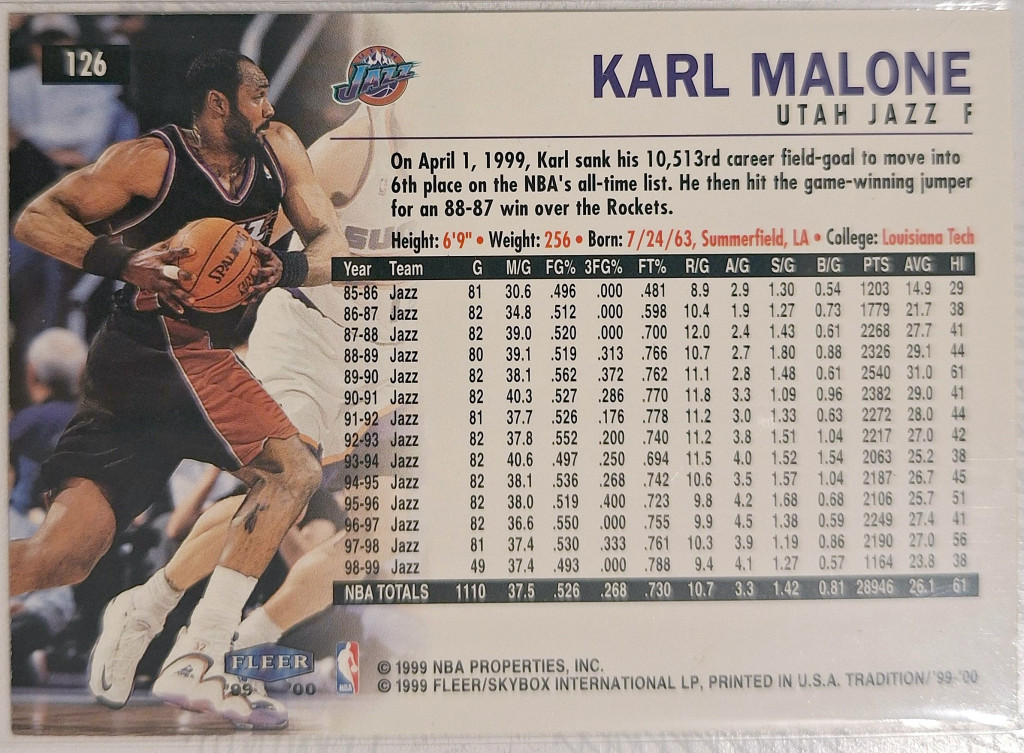 126
UTAH
JAZZ
KARL MALONE
UTAH JAZZ F
On April 1, 1999, Karl sank his 10,513rd career field-goal to move into
6th place on the NBA's all-time list. He then hit the game-winning jumper
for an 88-87 win over the Rockets.
Height: 6'9" • Weight: 256 • Born: 7/24/63, Summerfield, LA • College: Louisiana Tech
Year Team G M/G FG% 3FG% FT% R/G A/G S/G B/G PTS AVG HI
85-86 Jazz 81 30.6 .496 .000 .481 8.9 2.9 1.30 0.54 1203 14.9 29
86-87 Jazz 82 34.8 .512 .000 .598 10.4 1.9 1.27 0.73 1779 21.7 38
87-88 Jazz 82 39.0 .520 .000 .700 12.0 2.4 1.43 0.61 2268 27.7 41
88-89 Jazz 80 39.1 .519 .313 .766 10.7 2.7 1.80 0.88 2326 29.1 44
89-90 Jazz 82 38.1 .562 .372 .762 11.1 2.8 1.48 0.61 2540 31.0 61
90-91 Jazz 82 40.3 .527 .286 .770 11.8 3.3 1.09 0.96 2382 29.0 41
91-92 Jazz 81 37.7 .526 .176 .778 11.2 3.0 1.33 0.63 2272 28.0 44
92-93 Jazz 82 37.8 .552 .200 .740 11.2 3.8 1.51 1.04 2217 27.0 42
93-94 Jazz 82 40.6 .497 .250 .694 11.5 4.0 1.52 1.54 2063 25.2 38
94-95 Jazz 82 38.1 .536 .268 .742 10.6 3.5 1.57 1.04 2187 26.7 45
95-96 Jazz 82 38.0 .519 .400 .723 9.8 4.2 1.68 0.68 2106 25.7 51
96-97 Jazz 82 36.6 .550 .000 .755 9.9 4.5 1.38 0.59 2249 27.4 41
97-98 Jazz 81 37.4 .530 .333 .761 10.3 3.9 1.19 0.86 2190 27.0 56
98-99 Jazz 49 37.4 .493 .000 .788 9.4 4.1 1.27 0.57 1164 23.8 38
NBA TOTALS 1110 37.5 .526 .268 .730 10.7 3.3 1.42 0.81 28946 26.1 61
SPALDING
SU
32
FLEER
'99 '00
NBA
© 1999 NBA PROPERTIES, INC.
© 1999 FLEER/SKYBOX INTERNATIONAL LP, PRINTED IN U.S.A. TRADITION/'99-'00